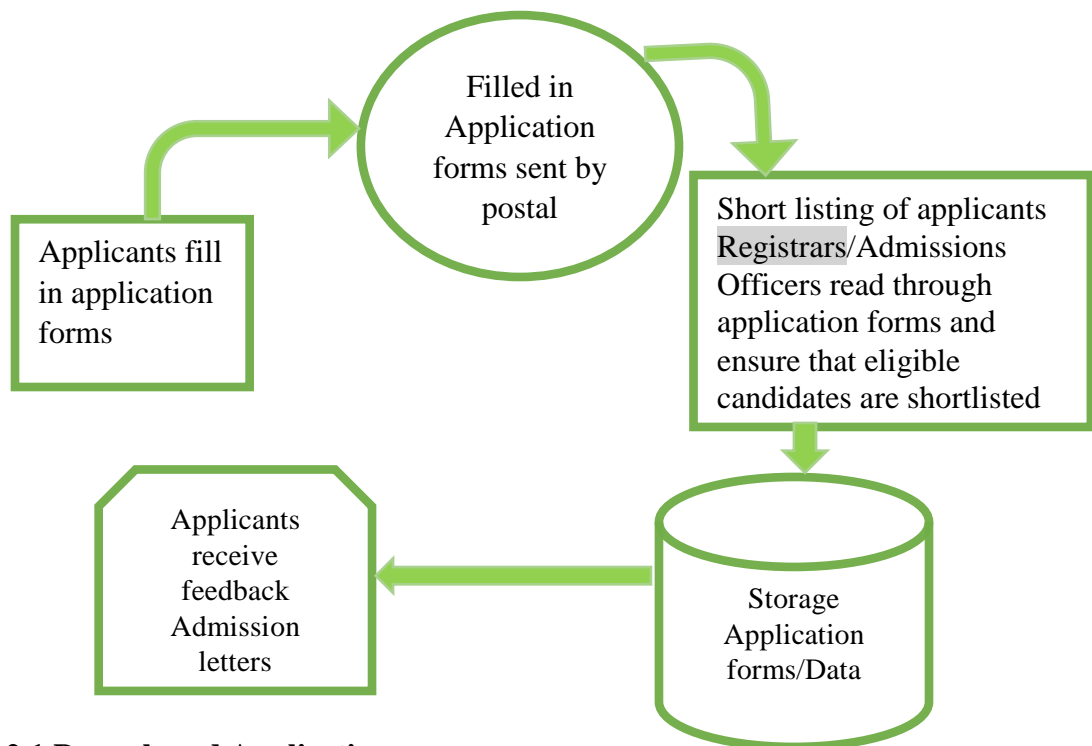 Applicants fill
in application
forms
Filled in
Application
forms sent by
postal
Short listing of applicants
Registrars/Admissions
Officers read through
application forms and
ensure that eligible
candidates are shortlisted
Storage
Application
forms/Data
Applicants
receive
feedback
Admission
letters